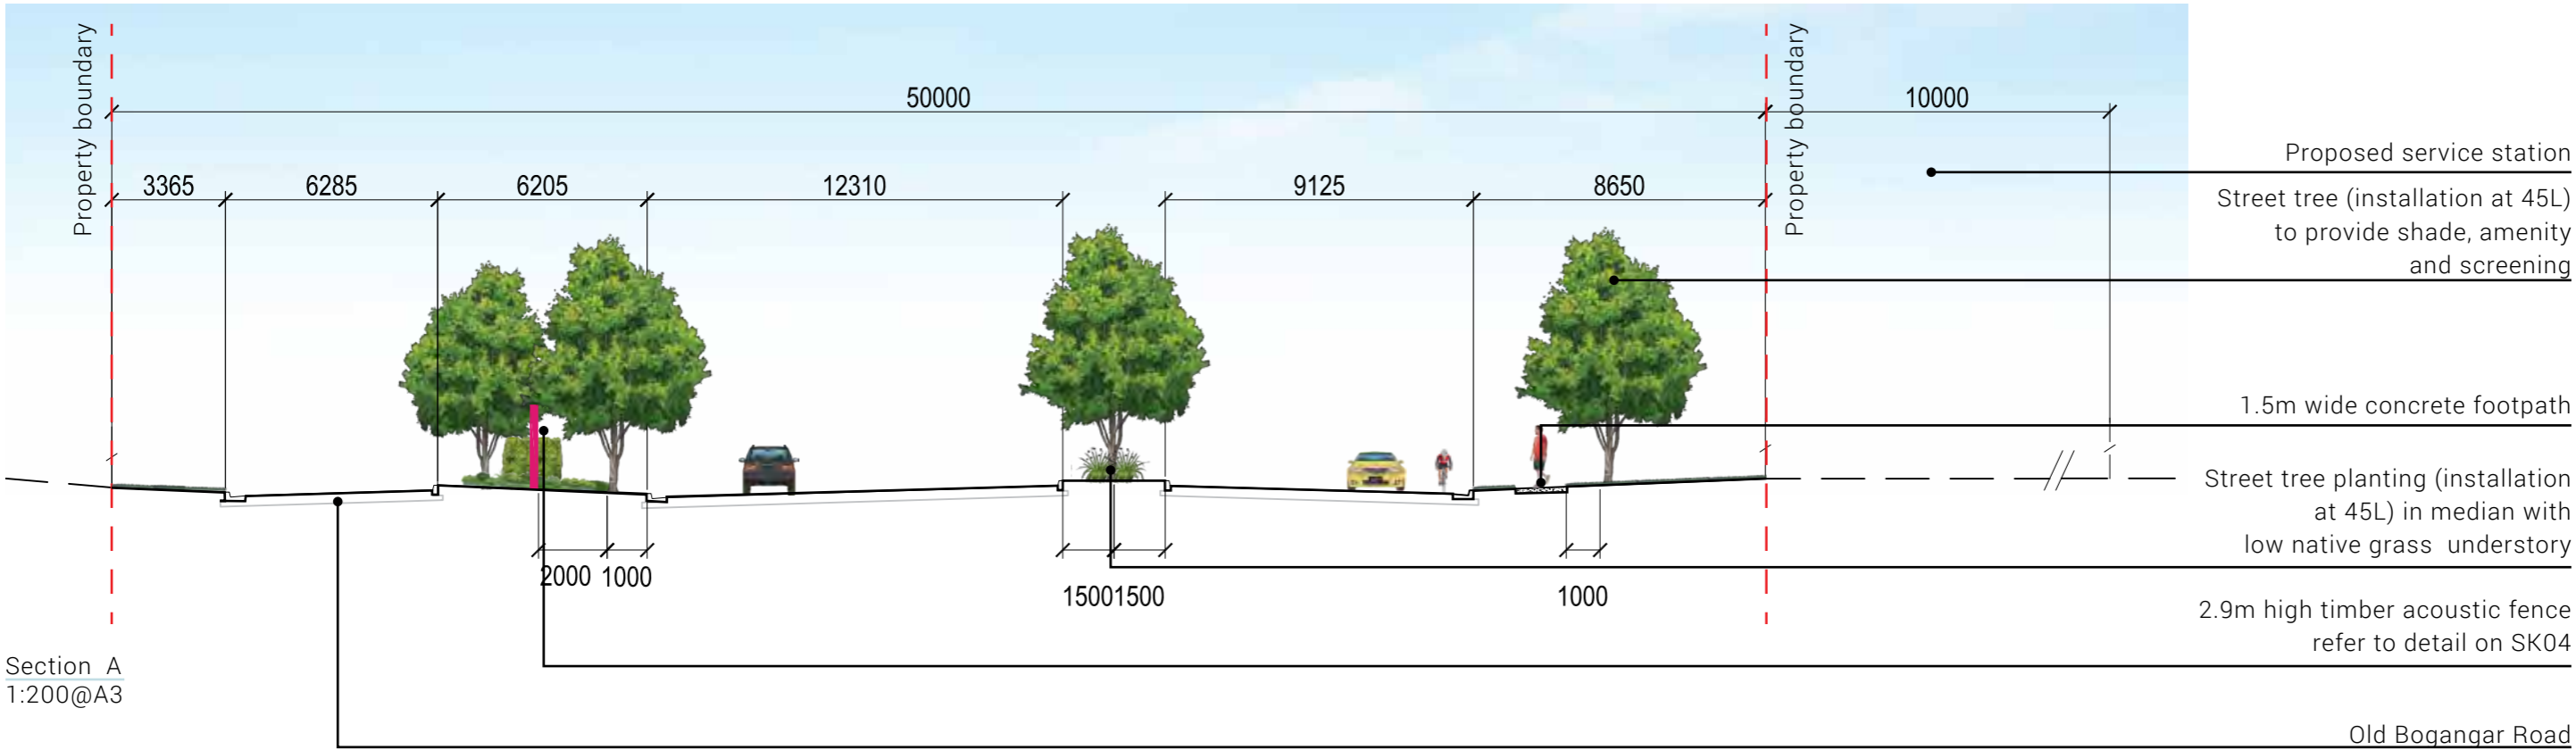 Property boundary
50000
Property boundary
10000
3365
6285
6205
12310
9125
8650
Proposed service station
Street tree (installation at 45L)
to provide shade, amenity
and screening
1.5m wide concrete footpath
Street tree planting (installation
at 45L) in median with
low native grass understory
2000 1000
15001500
1000
2.9m high timber acoustic fence
refer to detail on SK04
Section A
1:200@A3
Old Bogangar Road